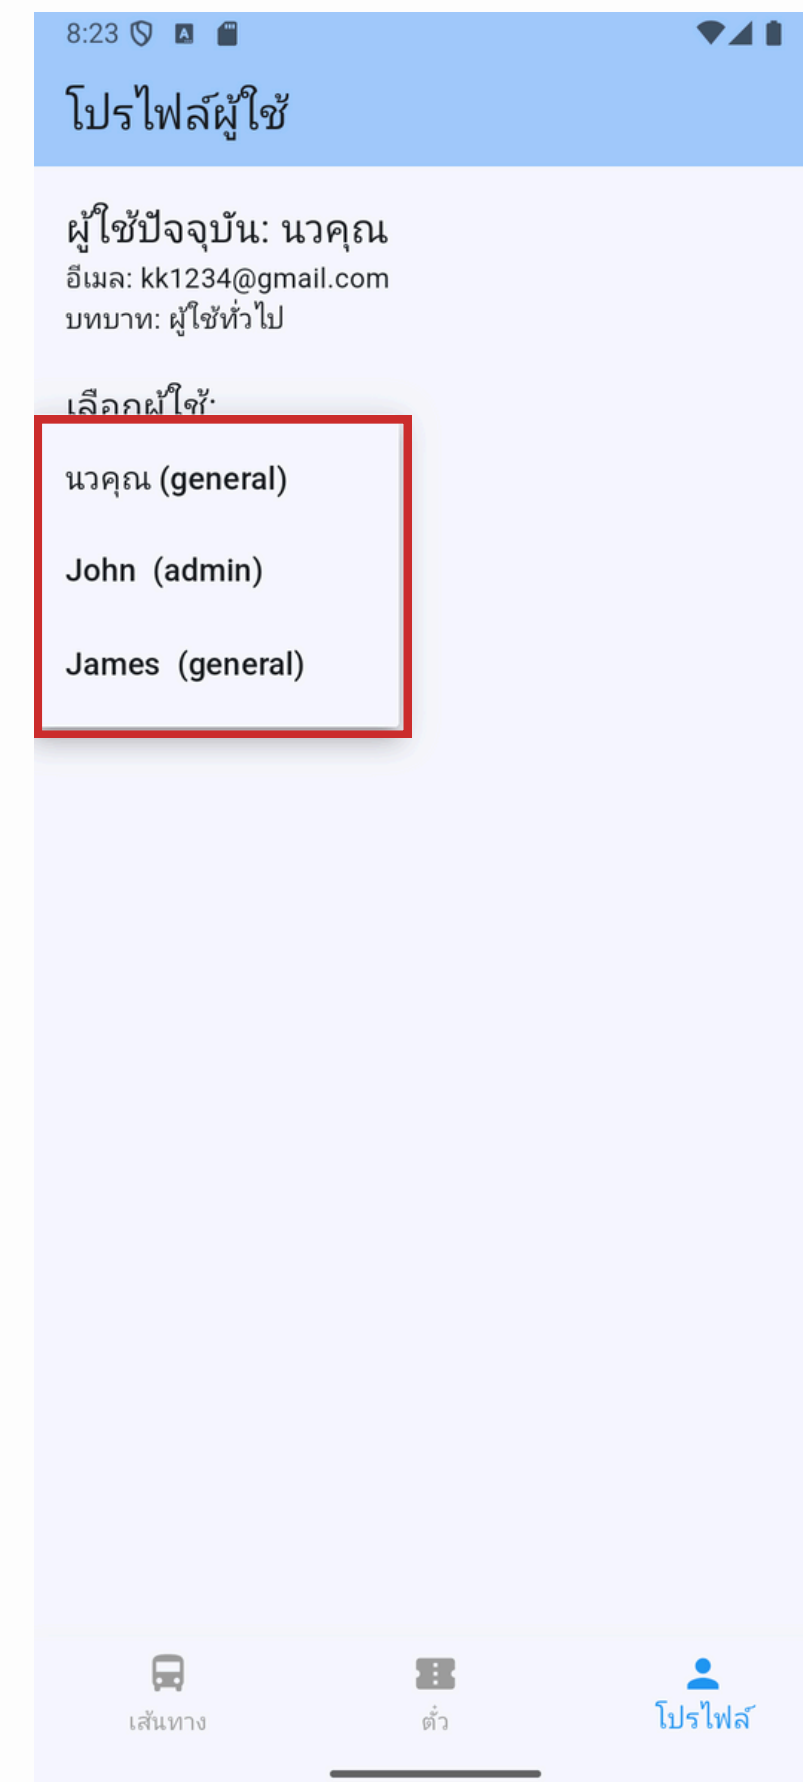 8:23
โปรไฟล์ผู้ใช้
ผู้ใช้ปัจจุบัน: นวคุณ
อีเมล: kk1234@gmail.com
บทบาท: ผู้ใช้ทั่วไป
เลือกผู้ใช้:
นวคุณ (general)
John (admin)
James (general)
เส้นทาง
ตั๋ว
โปรไฟล์